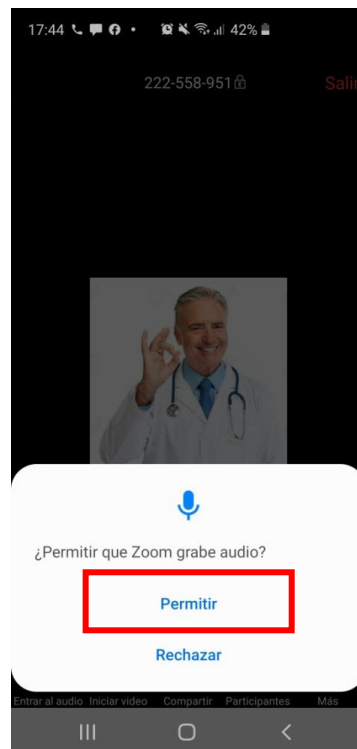 17:44 42%
222-558-951 Salir
¿Permitir que Zoom grabe audio?
Permitir
Rechazar
Entrar al audio Iniciar video Compartir Participantes Más